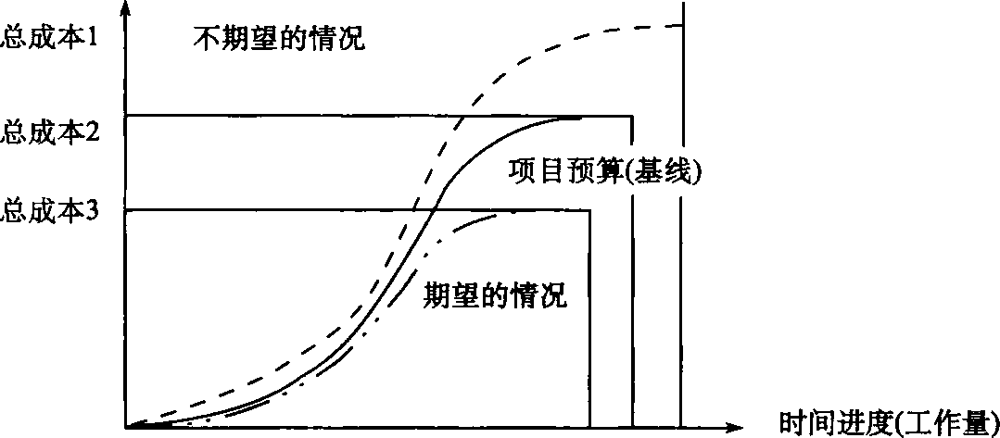 总成本1
不期望的情况
总成本2
项目预算(基线)
总成本3
期望的情况
时间进度(工作量)